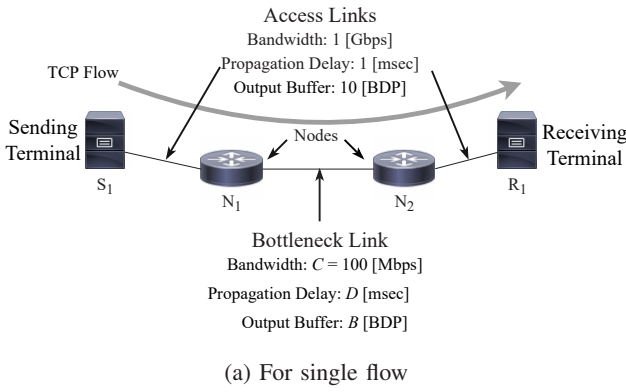 Access Links
Bandwidth: 1 [Gbps]
Propagation Delay: 1 [msec]
Output Buffer: 10 [BDP]
TCP Flow
Sending
Terminal
Nodes
Receiving
Terminal
S1
N1
N2
R1
Bottleneck Link
Bandwidth: C = 100 [Mbps]
Propagation Delay: D [msec]
Output Buffer: B [BDP]
(a) For single flow